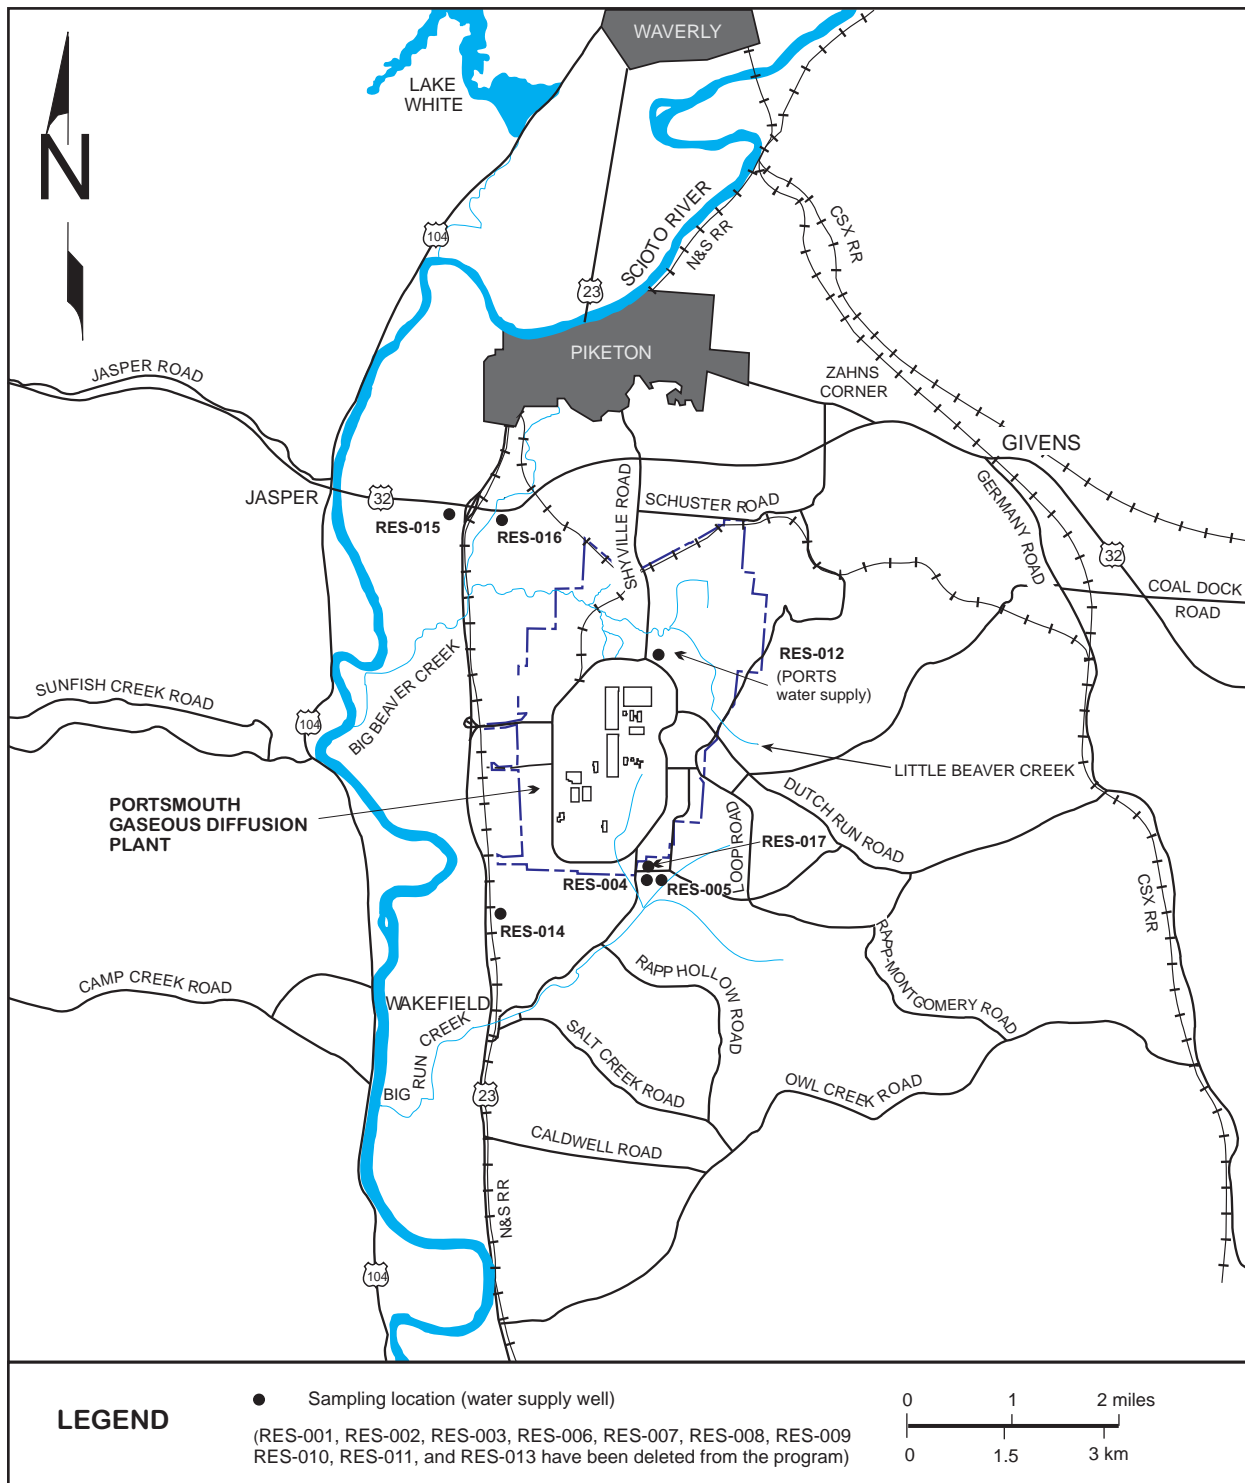 WAVERLY
LAKE
WHITE
N
SCIOTO RIVER
N&S RR
CSX RR
104
23
PIKETON
ZAHNS
CORNER
JASPER ROAD
GIVENS
JASPER
32
RES-015
RES-016
SHYVILLE ROAD
SCHUSTER ROAD
GERMANY ROAD
32
COAL DOCK
ROAD
RES-012
(PORTS
water supply)
BIG BEAVER CREEK
SUNFISH CREEK ROAD
104
LITTLE BEAVER CREEK
PORTSMOUTH
GASEOUS DIFFUSION
PLANT
DUTCH RUN ROAD
LOOP ROAD
RES-017
RES-004
RES-005
RES-014
CSX RR
RAPP-MONTGOMERY ROAD
RAPP HOLLOW ROAD
CAMP CREEK ROAD
WAKEFIELD
BIG RUN CREEK
SALT CREEK ROAD
23
OWL CREEK ROAD
CALDWELL ROAD
N&S RR
104
LEGEND
Sampling location (water supply well)
(RES-001, RES-002, RES-003, RES-006, RES-007, RES-008, RES-009
RES-010, RES-011, and RES-013 have been deleted from the program)
0 1 2 miles
0 1.5 3 km